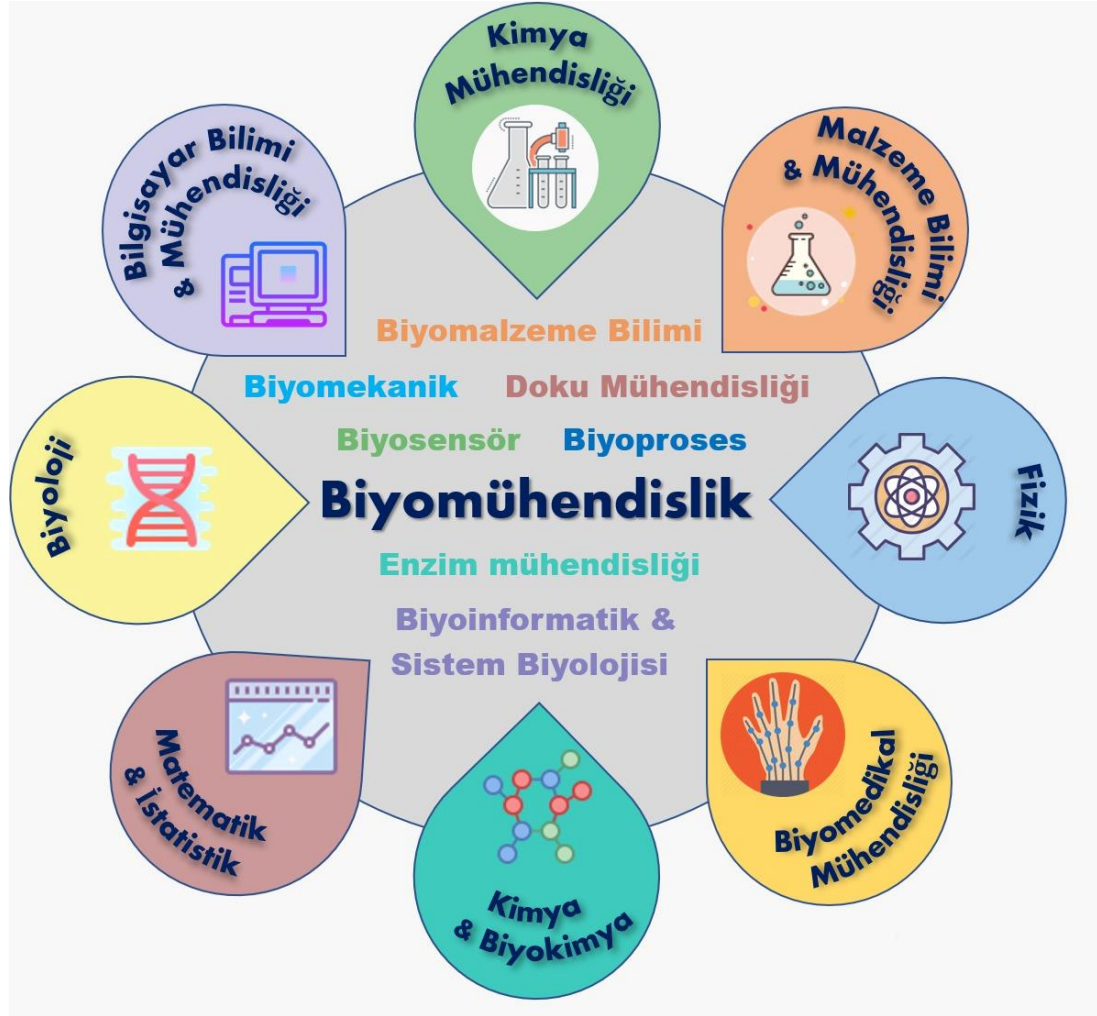 Kimya
Mühendisliği
Malzeme Bilimi
& Mühendisliği
Bilgisayar Bilimi
& Mühendisliği
Biyomalzeme Bilimi
Biyomekanik
Doku Mühendisliği
Biyosensör
Biyoproses
Biyoloji
Biyomühendislik
Fizik
Enzim mühendisliği
Biyoinformatik &
Sistem Biyolojisi
Matematik
& İstatistik
Biyomedikal
Mühendisliği
Kimya
& Biyokimya